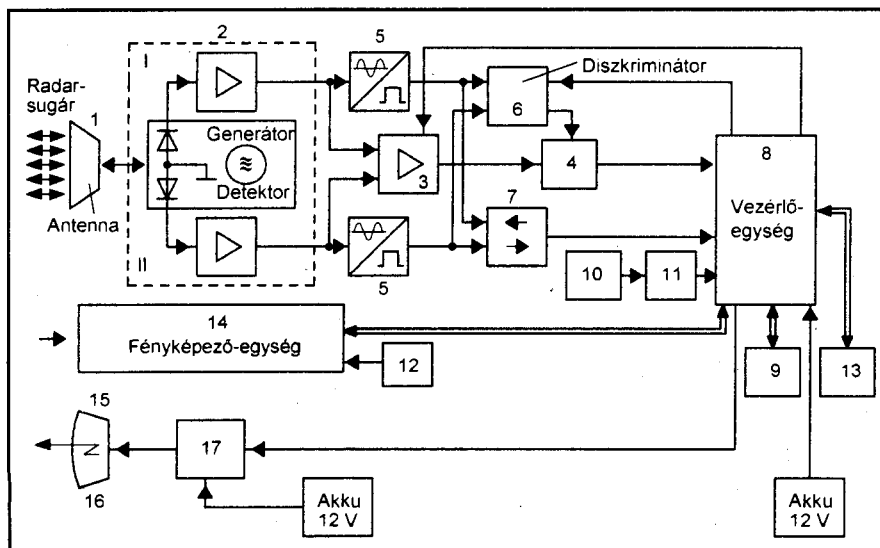 2
5
I
Diszkriminátor
Radar-
sugár
1
6
Generátor
8
3
4
Detektor
7
Vezérlő-
egység
Antenna
II
10
11
5
14
Fényképező-egység
12
9
13
15
17
16
Akku
12 V
Akku
12 V